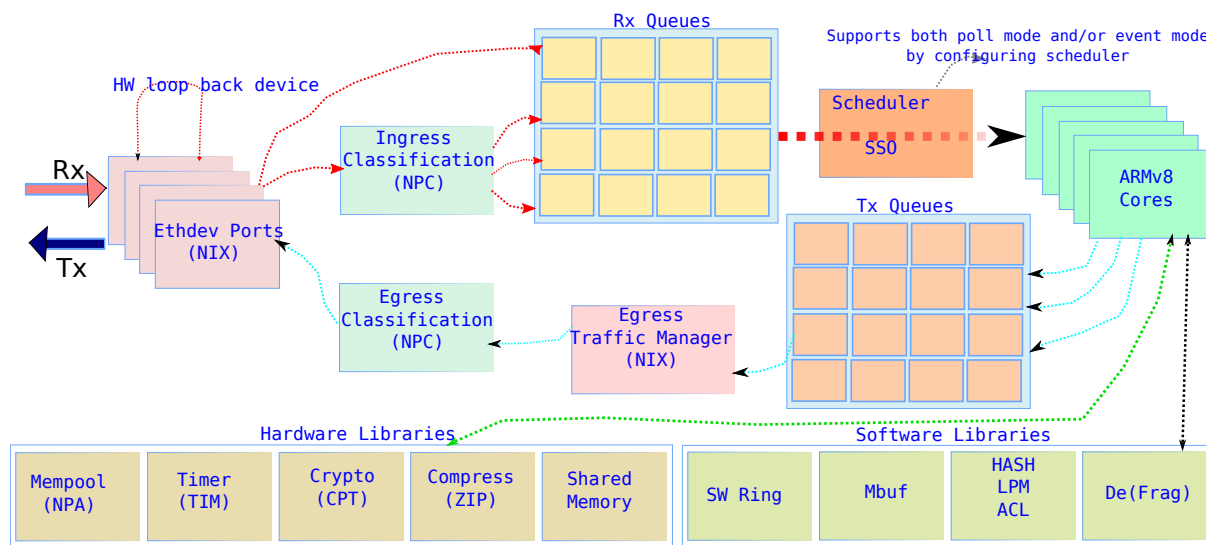 Rx Queues
Supports both poll mode and/or event mode
by configuring scheduler
HW loop back device
Scheduler
SSO
Ingress
Classification
(NPC)
Rx
Tx
Ethdev Ports
(NIX)
ARMv8
Cores
Tx Queues
Egress
Classification
(NPC)
Egress
Traffic Manager
(NIX)
Hardware Libraries
Mempool
(NPA)
Timer
(TIM)
Crypto
(CPT)
Compress
(ZIP)
Shared
Memory
Software Libraries
SW Ring
Mbuf
HASH
LPM
ACL
De(Frag)